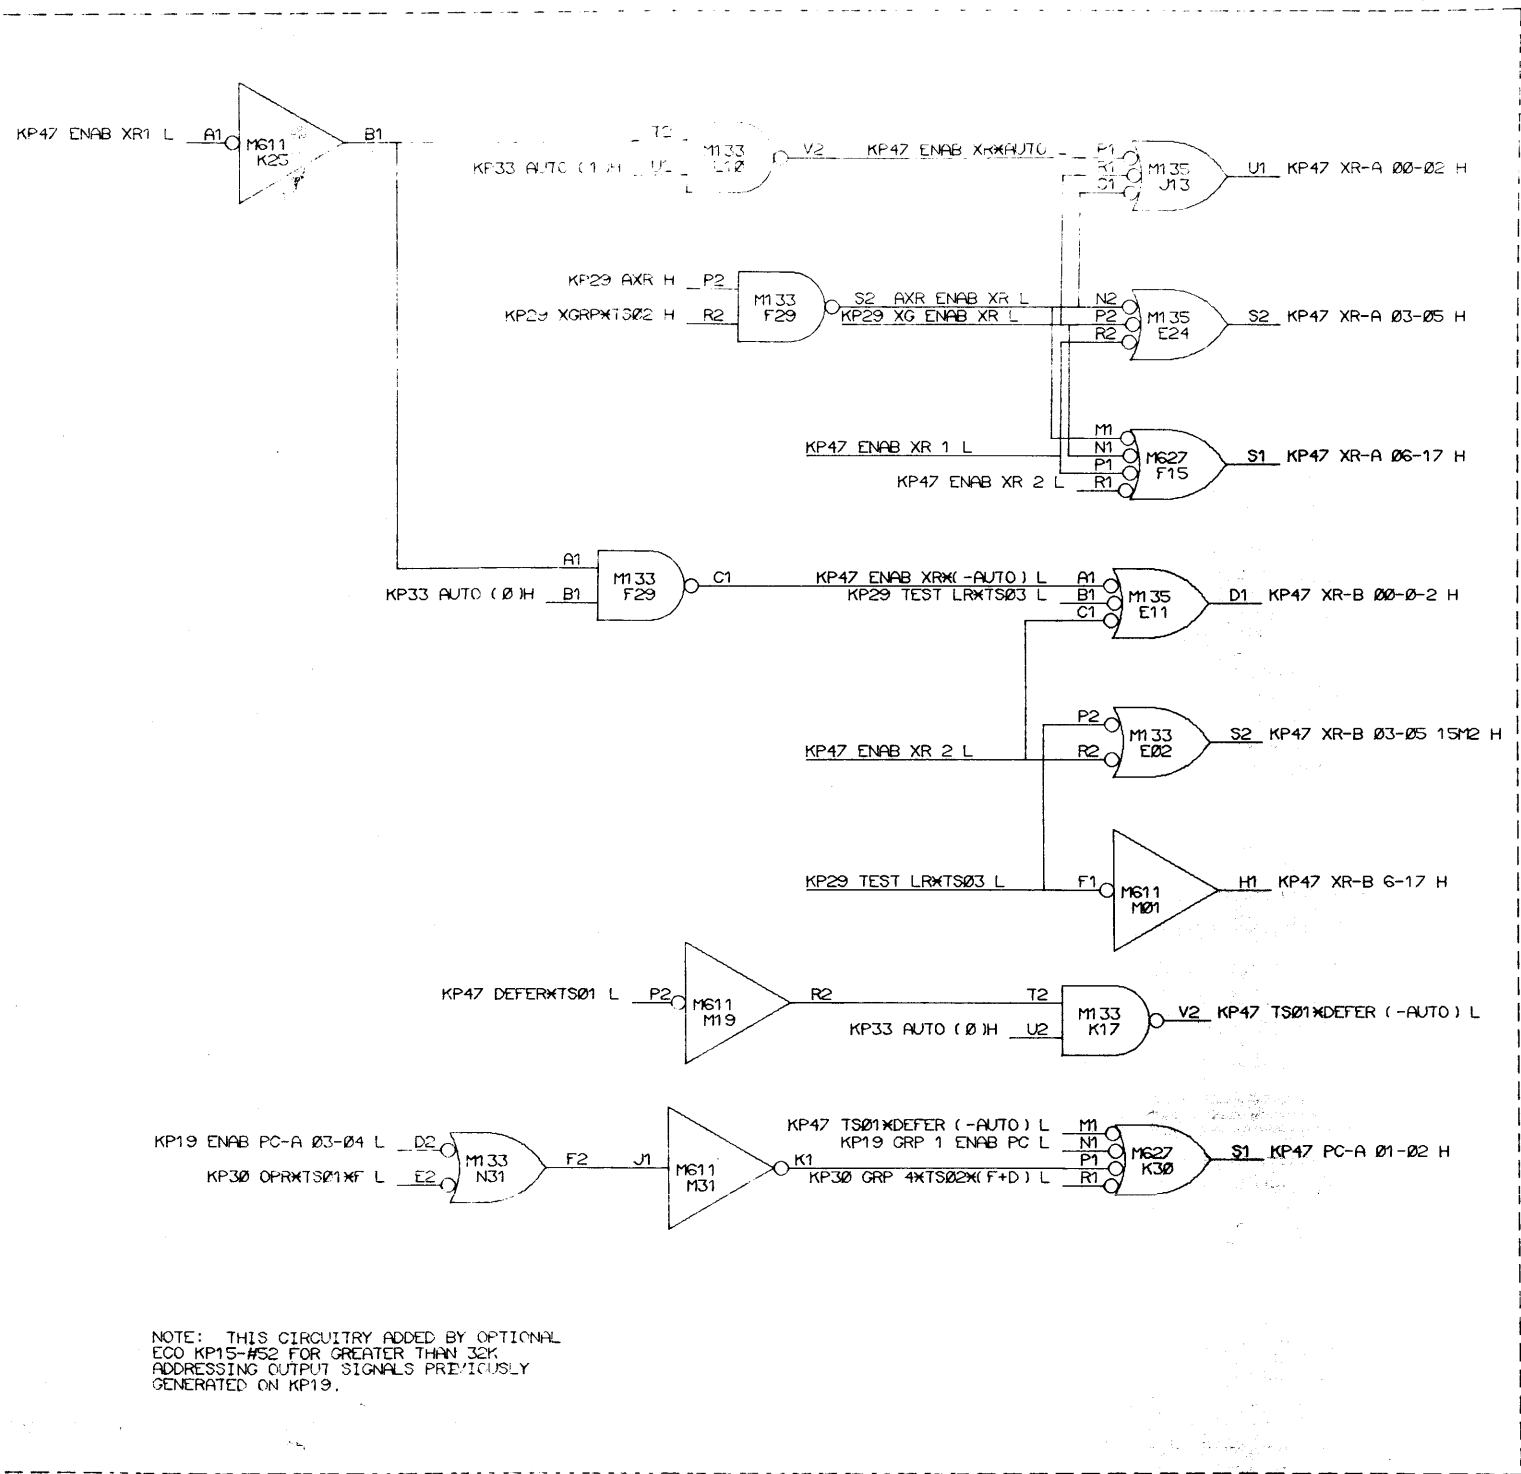 KP47 ENAB XR1 L A1 M611 K25 B1
T2 M133 L10 V2 KP47 ENAB XR*AUTO P1
KP33 AUTO (1)H U2 R1 M135 J13 U1 KP47 XR-A 00-02 H
C1
KP29 AXR H P2 M133 F29 S2 AXR ENAB XR L N2
KP29 XGRP*TS02 H R2 KP29 XG ENAB XR L P2 M135 E24 S2 KP47 XR-A 03-05 H
R2
M1
KP47 ENAB XR 1 L N1 M627 F15 S1 KP47 XR-A 06-17 H
P1
KP47 ENAB XR 2 L R1
A1 M133 F29 C1 KP47 ENAB XR*(-AUTO) L A1
KP33 AUTO (0)H B1 KP29 TEST LR*TS03 L B1 M135 E11 D1 KP47 XR-B 00-0-2 H
C1
P2 M133 E02 S2 KP47 XR-B 03-05 15M2 H
KP47 ENAB XR 2 L R2
KP29 TEST LR*TS03 L F1 M611 M01 H1 KP47 XR-B 6-17 H
KP47 DEFER*TS01 L P2 M611 M19 R2 T2 M133 K17 V2 KP47 TS01*DEFER (-AUTO) L
KP33 AUTO (0)H U2
KP47 TS01*DEFER (-AUTO) L M1
KP19 ENAB PC-A 03-04 L D2 M133 N31 F2 J1 M611 M31 K1 KP19 GRP 1 ENAB PC L N1 M627 K30 S1 KP47 PC-A 01-02 H
P1
KP30 OPR*TS01*F L E2 KP30 GRP 4*TS02*(F+D) L R1
NOTE: THIS CIRCUITRY ADDED BY OPTIONAL
ECO KP15-#52 FOR GREATER THAN 32K
ADDRESSING OUTPUT SIGNALS PREVIOUSLY
GENERATED ON KP19.